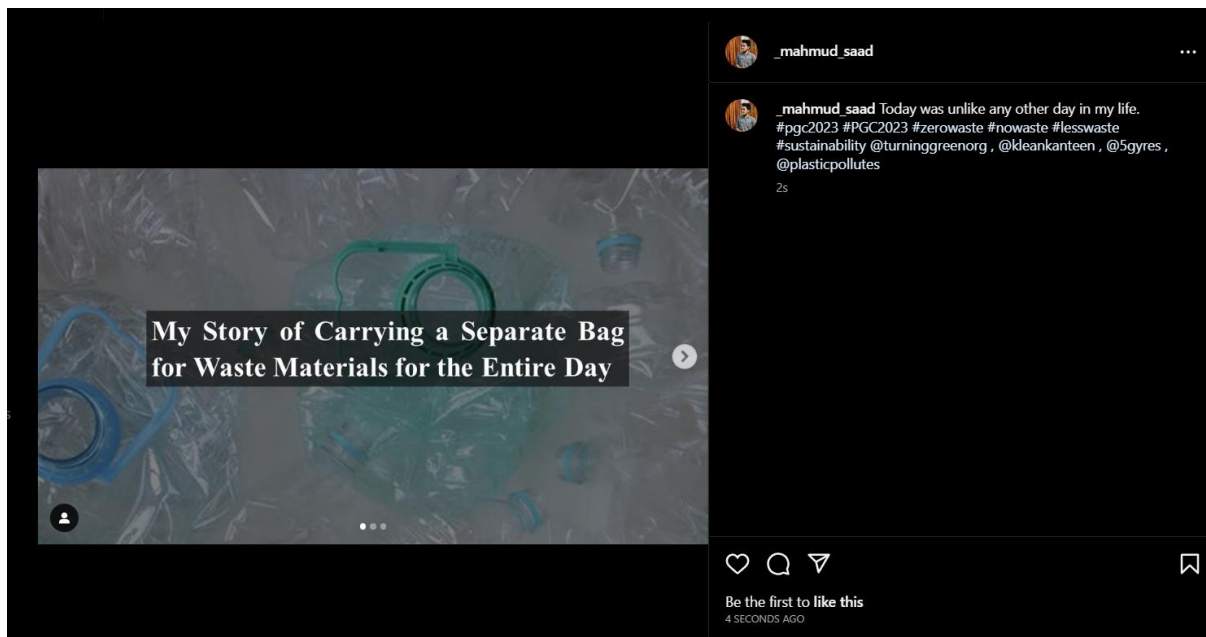 _mahmud_saad
_mahmud_saad Today was unlike any other day in my life.
#pgc2023 #PGC2023 #zerowaste #nowaste #lesswaste
#sustainability @turninggreenorg , @kleankanteen , @5gyres ,
@plasticpollutes
2s
My Story of Carrying a Separate Bag
for Waste Materials for the Entire Day
Be the first to like this
4 SECONDS AGO